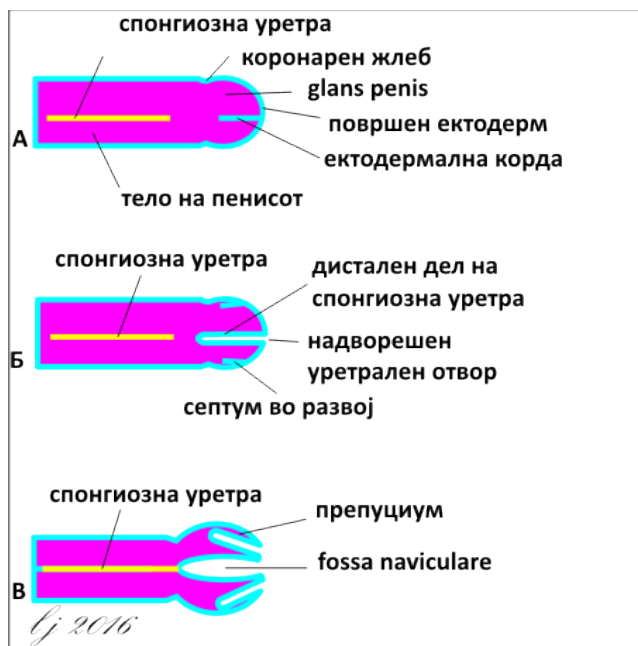 спонгиозна уретра
коронарен жлеб
glans penis
површен ектодерм
ектодермална корда
А
тело на пенисот
спонгиозна уретра
дистален дел на
спонгиозна уретра
надворешен
уретрален отвор
Б
септум во развој
спонгиозна уретра
препуциум
fossa naviculare
В
lj 2016